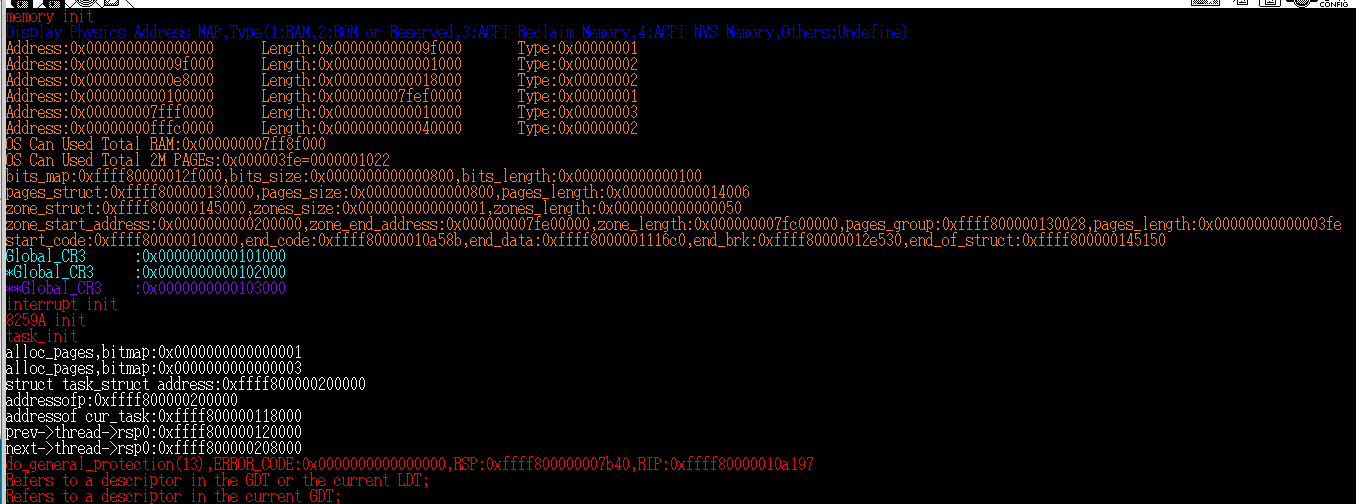 CONFIG
memory init
Display Physics Address MAP,Type(1:RAM,2:ROM or Reserved,3:ACPI Reclaim Memory,4:ACPI NVS Memory,Others:Undefine)
Address:0x0000000000000000 Length:0x000000000009f000 Type:0x00000001
Address:0x000000000009f000 Length:0x0000000000001000 Type:0x00000002
Address:0x00000000000e8000 Length:0x0000000000018000 Type:0x00000002
Address:0x0000000000100000 Length:0x000000007fef0000 Type:0x00000001
Address:0x000000007fff0000 Length:0x0000000000010000 Type:0x00000003
Address:0x00000000fffc0000 Length:0x0000000000040000 Type:0x00000002
OS Can Used Total RAM:0x000000007ff8f000
OS Can Used Total 2M PAGEs:0x000003fe=0000001022
bits_map:0xffff80000012f000,bits_size:0x0000000000000800,bits_length:0x0000000000000100
pages_struct:0xffff800000130000,pages_size:0x0000000000000800,pages_length:0x0000000000014006
zone_struct:0xffff800000145000,zones_size:0x0000000000000001,zones_length:0x0000000000000050
zone_start_address:0x0000000000200000,zone_end_address:0x000000007fe00000,zone_length:0x000000007fc00000,pages_group:0xffff800000130028,pages_length:0x00000000000003fe
start_code:0xffff800000100000,end_code:0xffff80000010a58b,end_data:0xffff8000001116c0,end_brk:0xffff80000012e530,end_of_struct:0xffff800000145150
Global_CR3 :0x0000000000101000
*Global_CR3 :0x0000000000102000
**Global_CR3 :0x0000000000103000
interrupt init
8259A init
task_init
alloc_pages,bitmap:0x0000000000000001
alloc_pages,bitmap:0x0000000000000003
struct task_struct address:0xffff800000200000
addressofp:0xffff800000200000
addressof cur_task:0xffff800000118000
prev->thread->rsp0:0xffff800000120000
next->thread->rsp0:0xffff800000208000
do_general_protection(13),ERROR_CODE:0x0000000000000000,RSP:0xffff800000007b40,RIP:0xffff80000010a197
Refers to a descriptor in the GDT or the current LDT;
Refers to a descriptor in the current GDT;